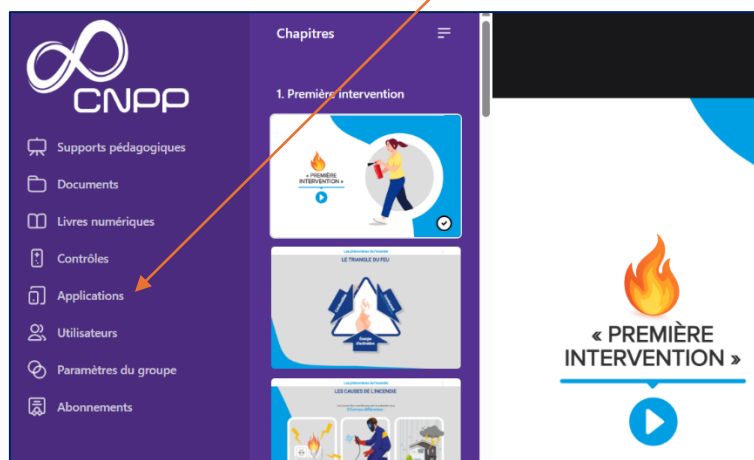 CNPP
Supports pédagogiques
Documents
Livres numériques
Contrôles
Applications
Utilisateurs
Paramètres du groupe
Abonnements
Chapitres
1. Première intervention
« PREMIÈRE
INTERVENTION »
LE TRIANGLE DU FEU
LES CAUSES DE L'INCENDIE
« PREMIÈRE
INTERVENTION »